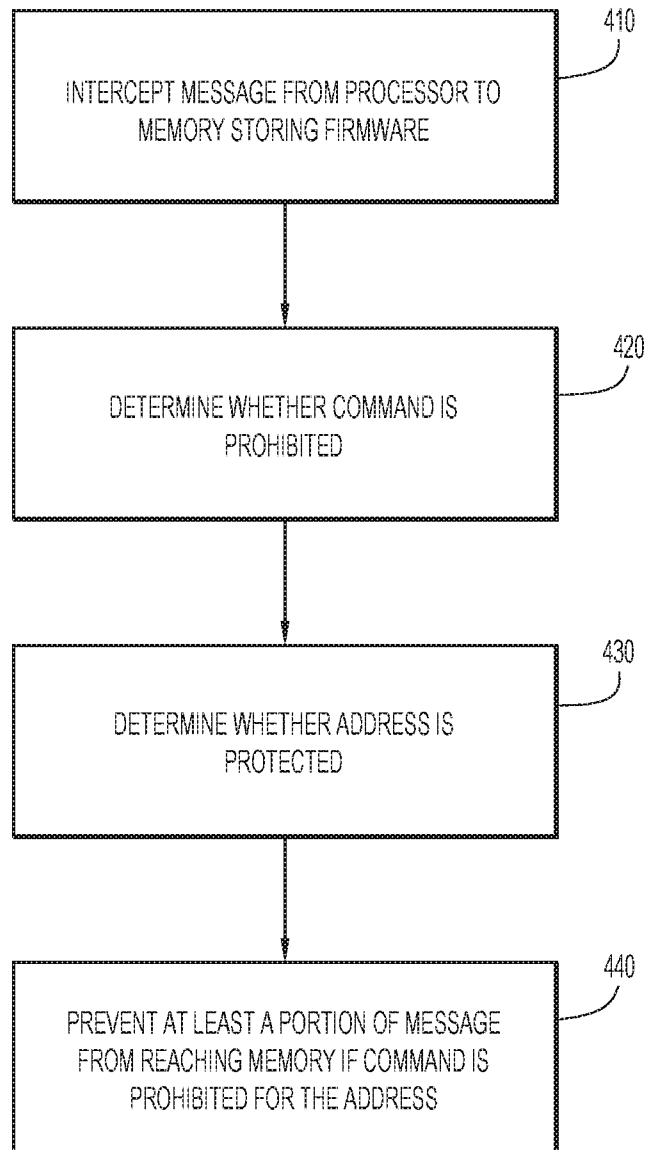 410
INTERCEPT MESSAGE FROM PROCESSOR TO
MEMORY STORING FIRMWARE
420
DETERMINE WHETHER COMMAND IS
PROHIBITED
430
DETERMINE WHETHER ADDRESS IS
PROTECTED
440
PREVENT AT LEAST A PORTION OF MESSAGE
FROM REACHING MEMORY IF COMMAND IS
PROHIBITED FOR THE ADDRESS